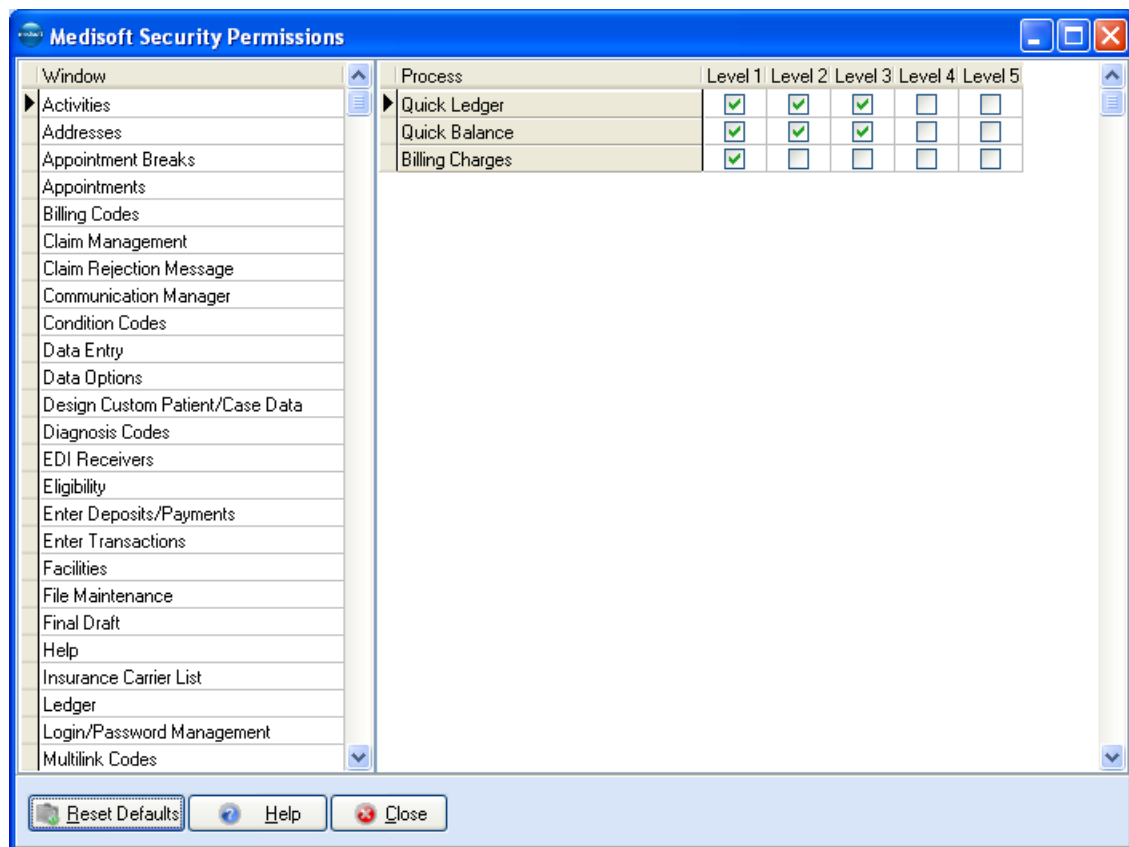 Medisoft Security Permissions
Window
Activities
Addresses
Appointment Breaks
Appointments
Billing Codes
Claim Management
Claim Rejection Message
Communication Manager
Condition Codes
Data Entry
Data Options
Design Custom Patient/Case Data
Diagnosis Codes
EDI Receivers
Eligibility
Enter Deposits/Payments
Enter Transactions
Facilities
File Maintenance
Final Draft
Help
Insurance Carrier List
Ledger
Login/Password Management
Multilink Codes
Process Level 1 Level 2 Level 3 Level 4 Level 5
Quick Ledger
Quick Balance
Billing Charges
Reset Defaults Help Close